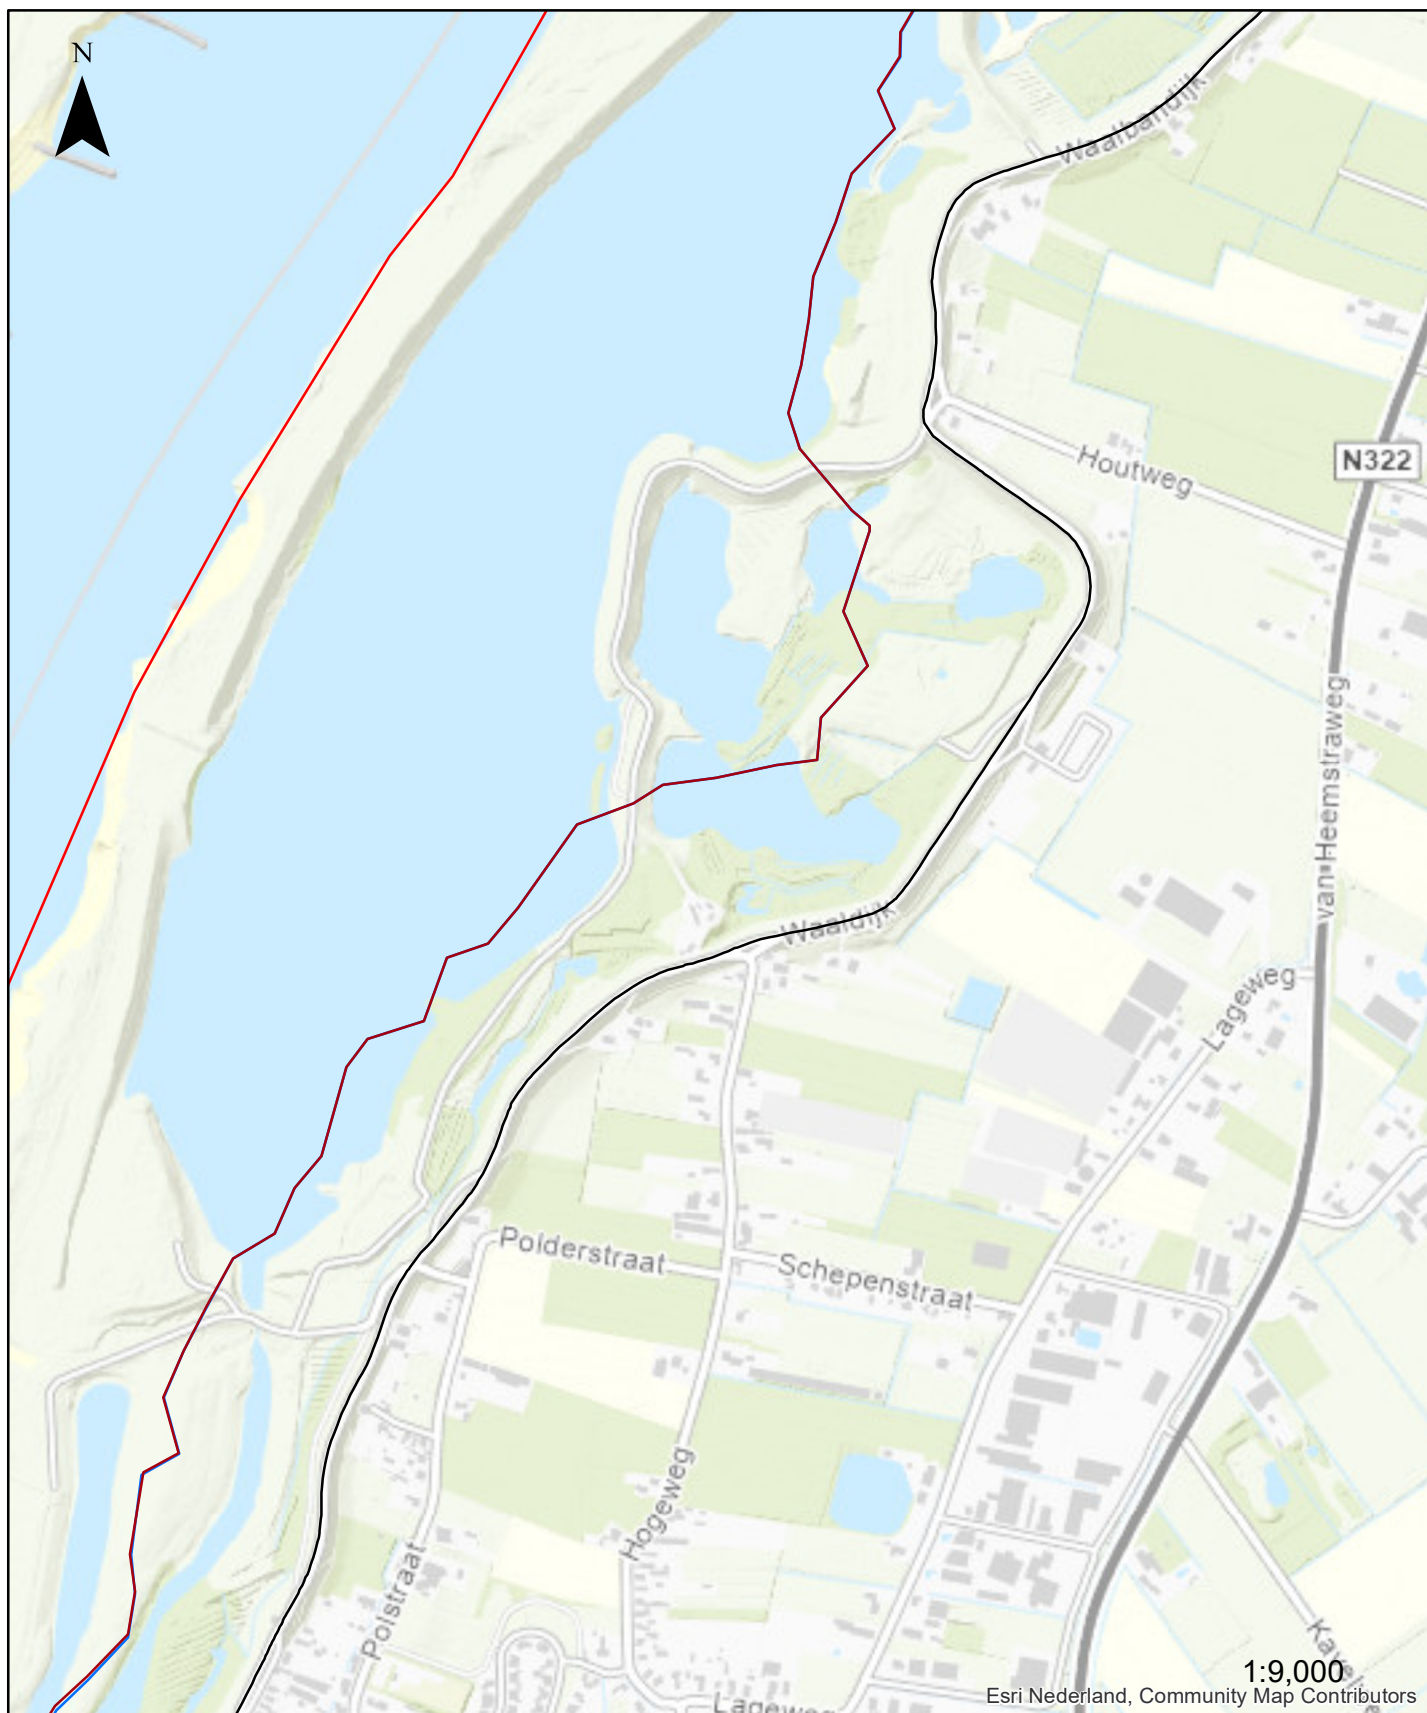 N
Waalbandijk
Houtweg
N322
van Heemstraweg
Waaldijk
Lageweg
Polderstraat
Schepenstraat
Hogeweg
Polstraat
1:9,000
Esri Nederland, Community Map Contributors
Lageweg